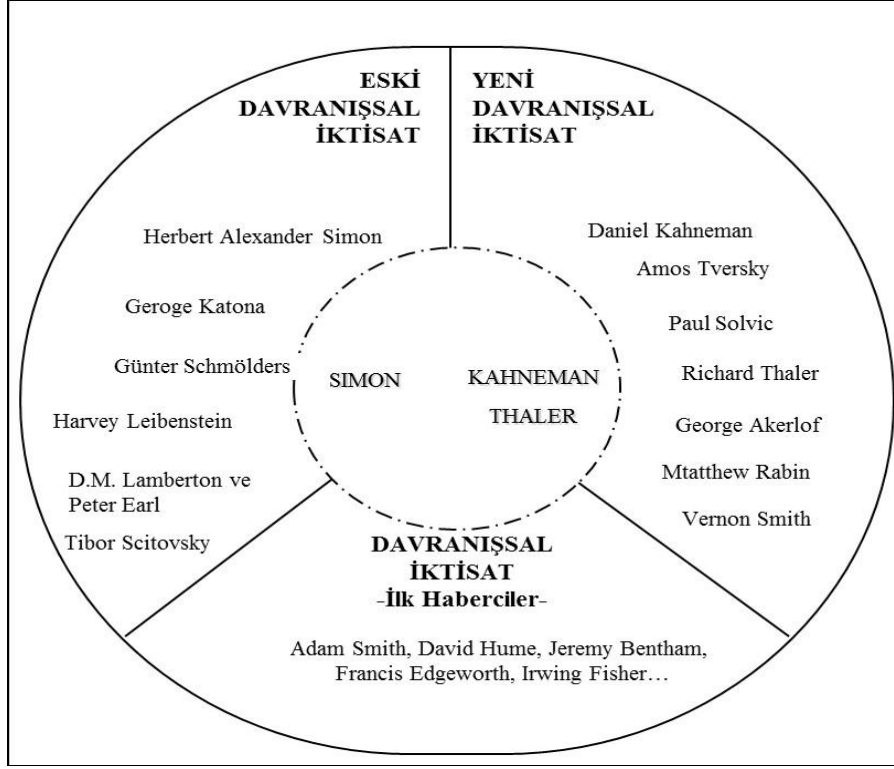 ESKİ
DAVRANIŞSAL
İKTİSAT
YENİ
DAVRANIŞSAL
İKTİSAT
Herbert Alexander Simon
Geroge Katona
Günter Schmölders
Harvey Leibenstein
D.M. Lamberton ve
Peter Earl
Tibor Scitovsky
SIMON
KAHNEMAN
THALER
Daniel Kahneman
Amos Tversky
Paul Solvic
Richard Thaler
George Akerlof
Mtatthew Rabin
Vernon Smith
DAVRANIŞSAL
İKTİSAT
-İlk Haberciler-
Adam Smith, David Hume, Jeremy Bentham,
Francis Edgeworth, Irwing Fisher…